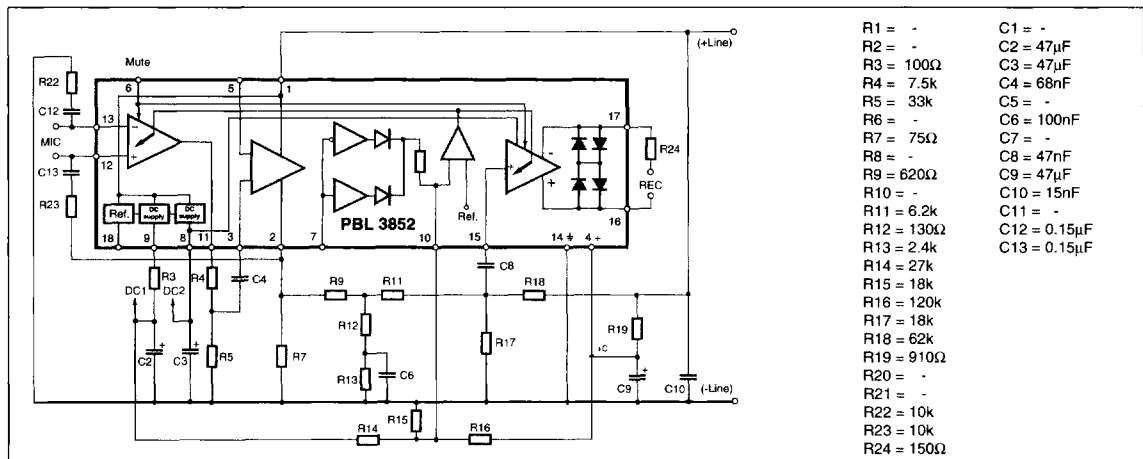 (+Line)
Mute
R22
6
5
1
C12
13
17
MIC
12
R24
C13
REC
R23
Ref.
DC supply
DC supply
PBL 3852
Ref.
16
18
9
8
11
3
2
7
10
15
14
4 +
R3
R4
C4
C8
DC1
DC2
R9
R11
R18
R12
R19
+C
C2
+
C3
+
R5
R7
R13
C6
R17
C9
+
C10
(-Line)
R15
R14
R16
R1 = -
R2 = -
R3 = 100Ω
R4 = 7.5k
R5 = 33k
R6 = -
R7 = 75Ω
R8 = -
R9 = 620Ω
R10 = -
R11 = 6.2k
R12 = 130Ω
R13 = 2.4k
R14 = 27k
R15 = 18k
R16 = 120k
R17 = 18k
R18 = 62k
R19 = 910Ω
R20 = -
R21 = -
R22 = 10k
R23 = 10k
R24 = 150Ω
C1 = -
C2 = 47µF
C3 = 47µF
C4 = 68nF
C5 = -
C6 = 100nF
C7 = -
C8 = 47nF
C9 = 47µF
C10 = 15nF
C11 = -
C12 = 0.15µF
C13 = 0.15µF